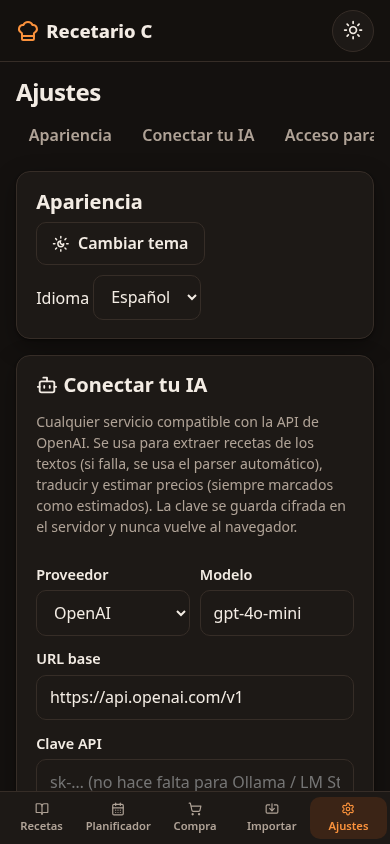 Recetario C
Ajustes
Apariencia Conectar tu IA Acceso para
Apariencia
Cambiar tema
Idioma Español
Conectar tu IA
Cualquier servicio compatible con la API de
OpenAI. Se usa para extraer recetas de los
textos (si falla, se usa el parser automático),
traducir y estimar precios (siempre marcados
como estimados). La clave se guarda cifrada en
el servidor y nunca vuelve al navegador.
Proveedor Modelo
OpenAI gpt-4o-mini
URL base
https://api.openai.com/v1
Clave API
sk-... (no hace falta para Ollama / LM St
Recetas Planificador Compra Importar Ajustes